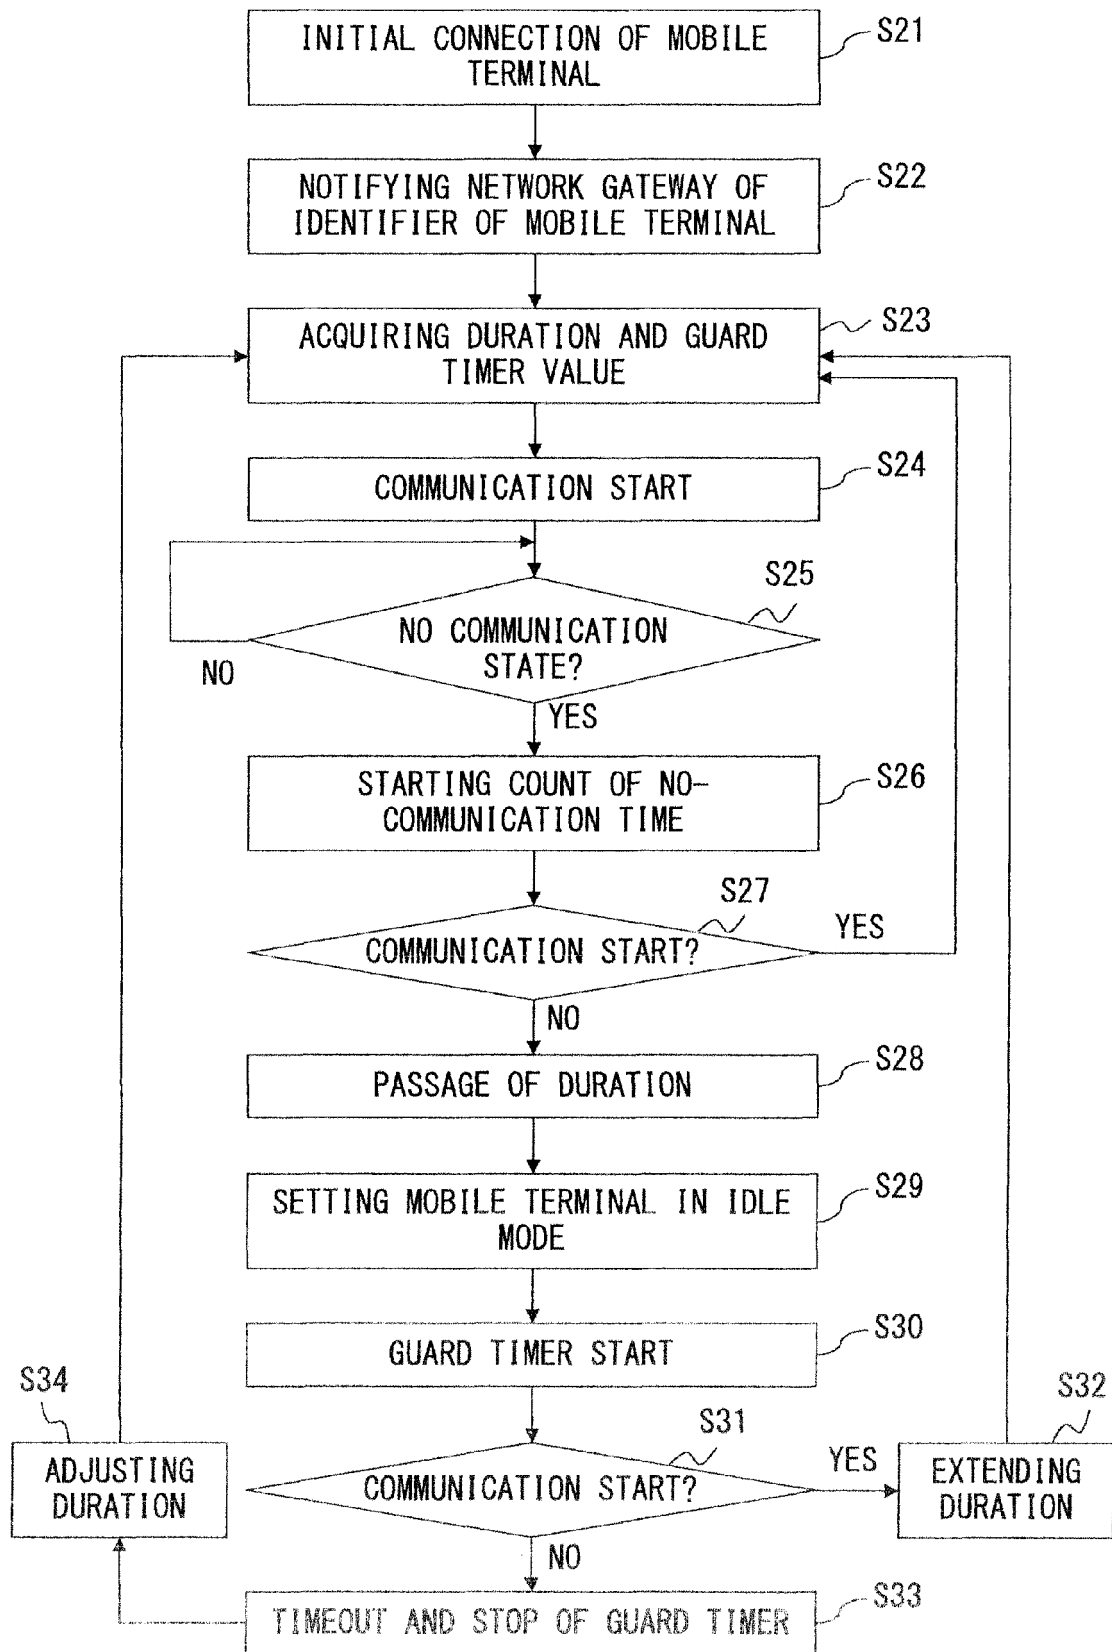 INITIAL CONNECTION OF MOBILE
TERMINAL
S21
NOTIFYING NETWORK GATEWAY OF
IDENTIFIER OF MOBILE TERMINAL
S22
ACQUIRING DURATION AND GUARD
TIMER VALUE
S23
COMMUNICATION START
S24
NO COMMUNICATION
STATE?
S25
NO
YES
STARTING COUNT OF NO-
COMMUNICATION TIME
S26
COMMUNICATION START?
S27
YES
NO
PASSAGE OF DURATION
S28
SETTING MOBILE TERMINAL IN IDLE
MODE
S29
GUARD TIMER START
S30
COMMUNICATION START?
S31
YES
EXTENDING
DURATION
S32
NO
TIMEOUT AND STOP OF GUARD TIMER
S33
ADJUSTING
DURATION
S34